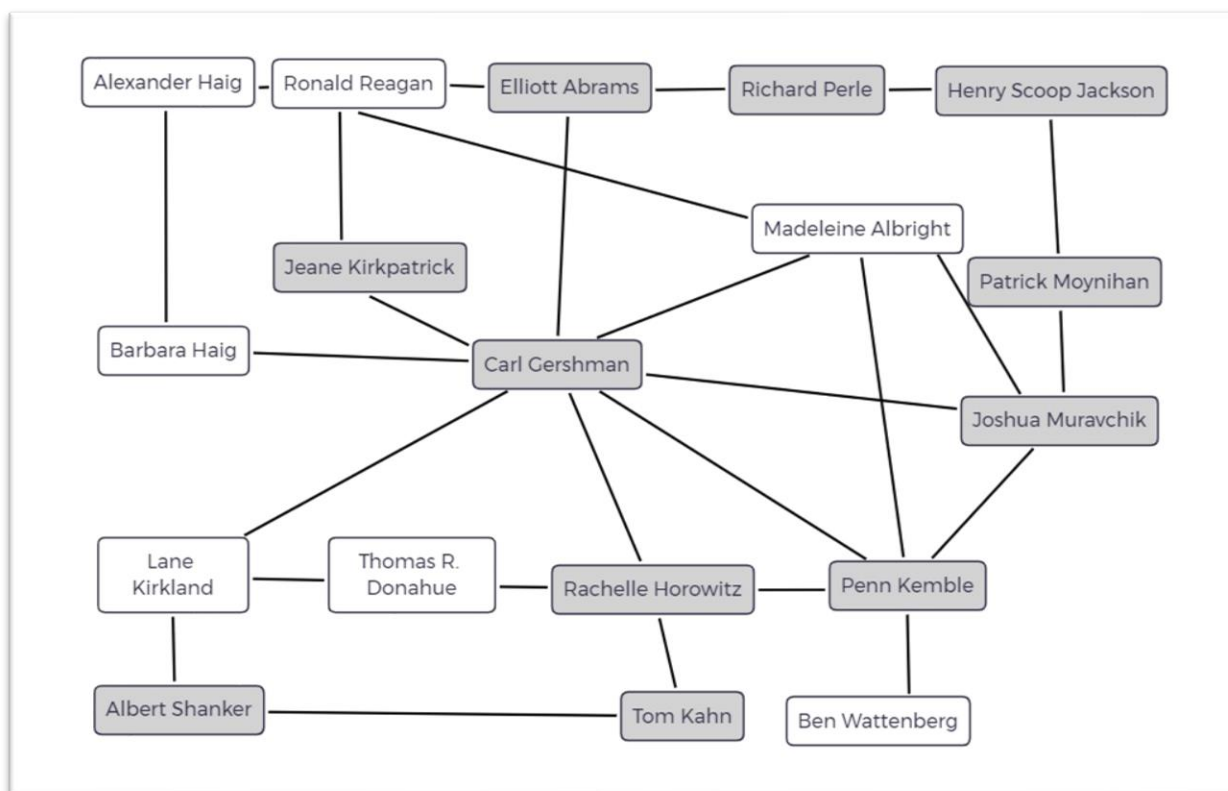 Alexander Haig
Ronald Reagan
Elliott Abrams
Richard Perle
Henry Scoop Jackson
Madeleine Albright
Jeane Kirkpatrick
Patrick Moynihan
Barbara Haig
Carl Gershman
Joshua Muravchik
Lane
Kirkland
Thomas R.
Donahue
Rachelle Horowitz
Penn Kemble
Albert Shanker
Tom Kahn
Ben Wattenberg